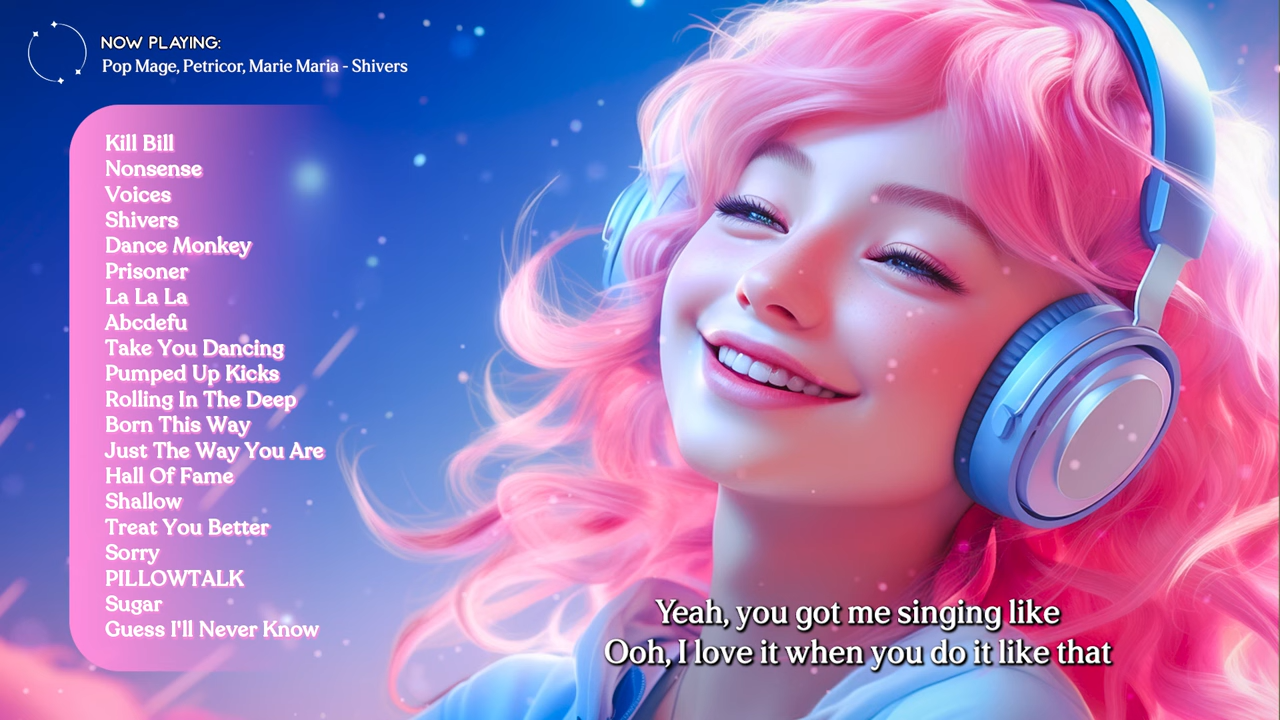 NOW PLAYING:
Pop Mage, Petricor, Marie Maria - Shivers
Kill Bill
Nonsense
Voices
Shivers
Dance Monkey
Prisoner
La La La
Abcdefu
Take You Dancing
Pumped Up Kicks
Rolling In The Deep
Born This Way
Just The Way You Are
Hall Of Fame
Shallow
Treat You Better
Sorry
PILLOWTALK
Sugar
Guess I'll Never Know
Yeah, you got me singing like
Ooh, I love it when you do it like that